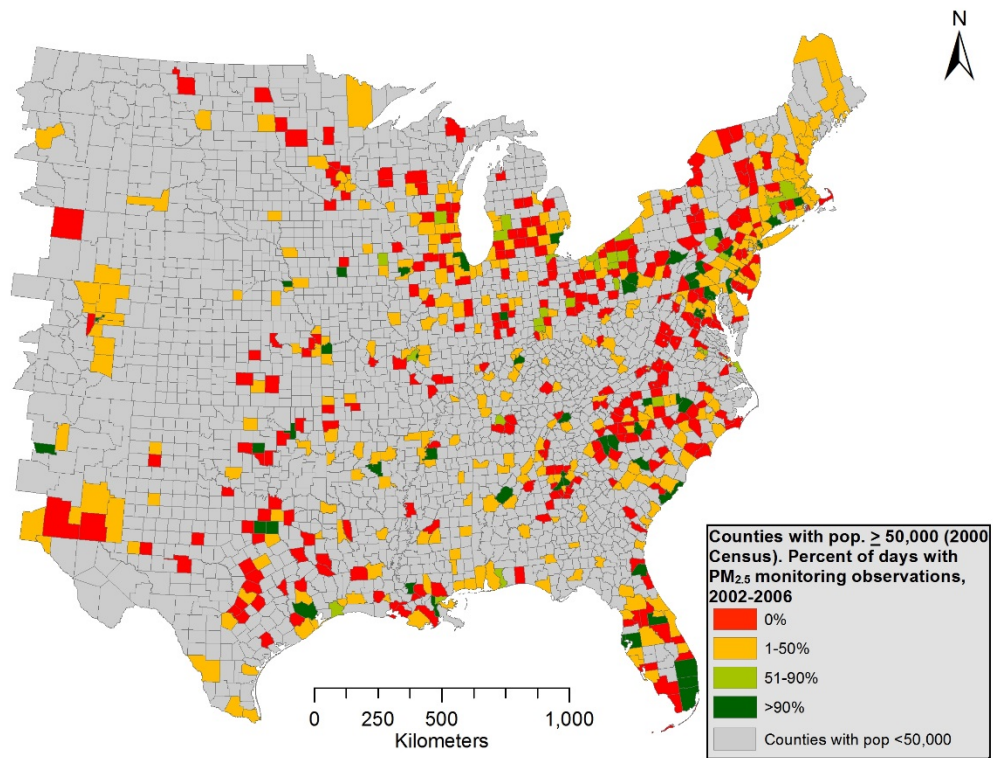 N
Counties with pop. ≥ 50,000 (2000
Census). Percent of days with
PM2.5 monitoring observations,
2002-2006
0%
1-50%
51-90%
>90%
Counties with pop <50,000
0 250 500 1,000
Kilometers